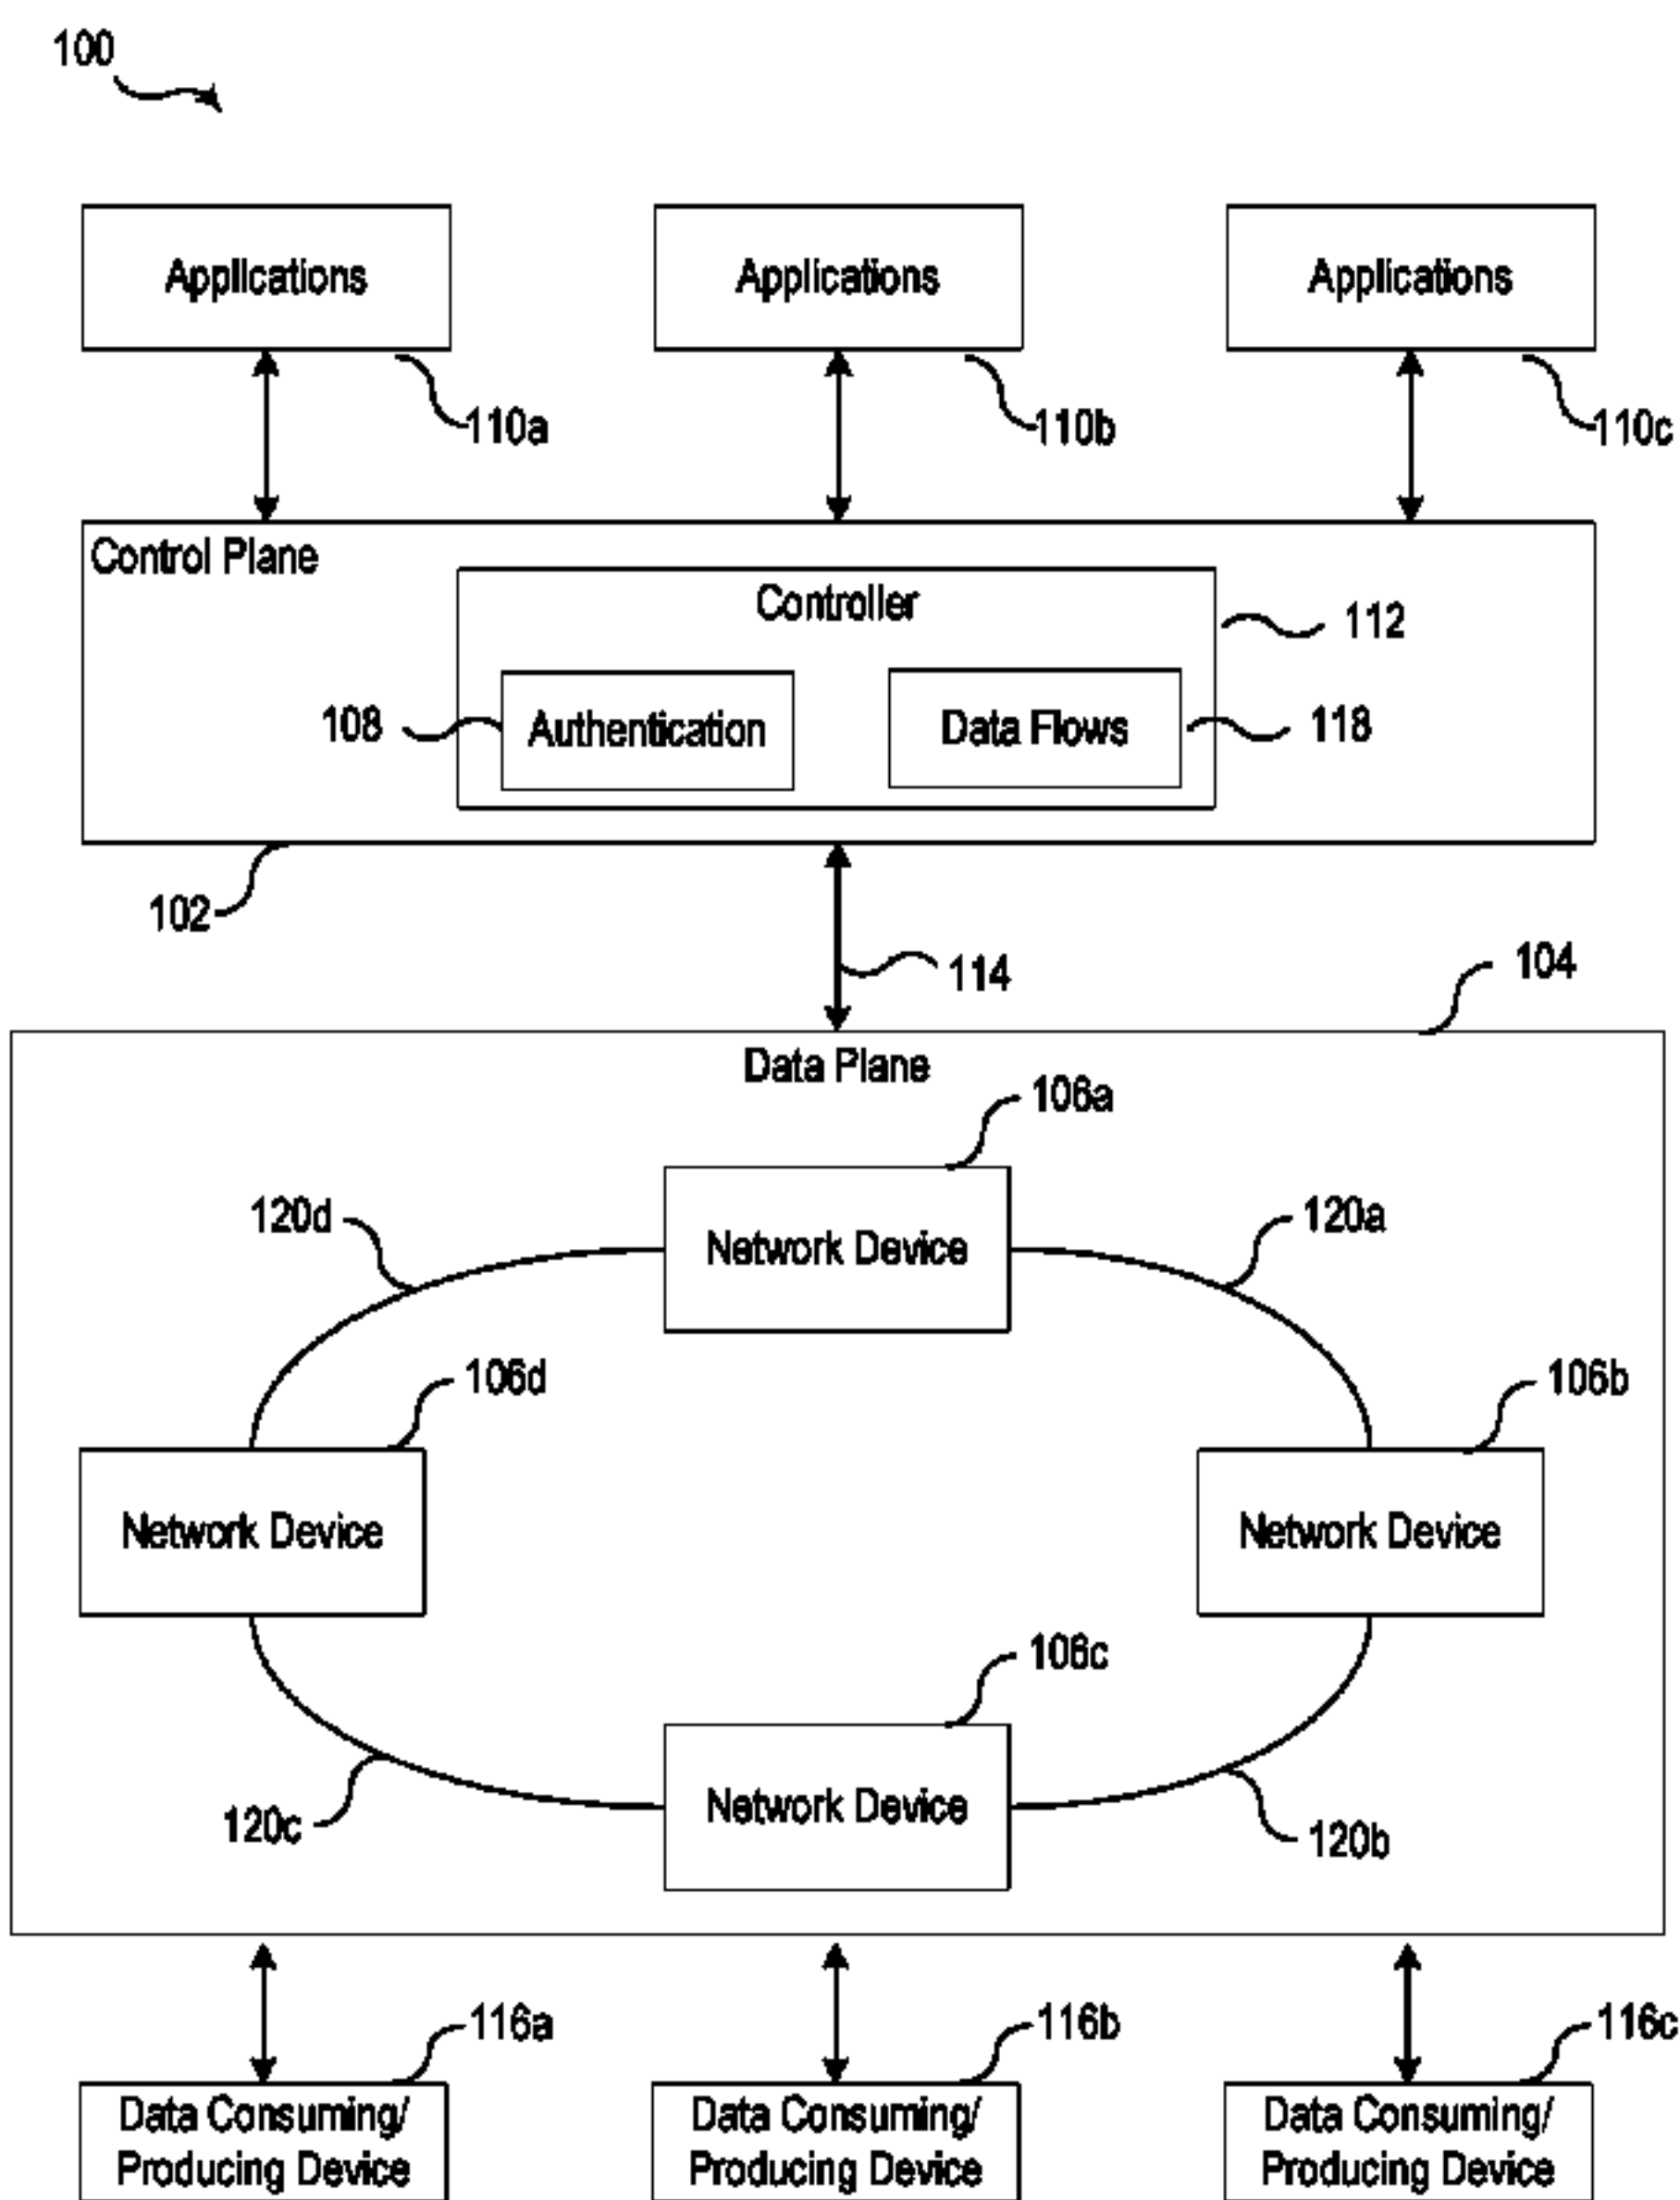 100
Applications
Applications
Applications
110a
110b
110c
Control Plane
Controller
112
108
Authentication
Data Flows
118
102
114
104
Data Plane
106a
120d
120a
Network Device
106d
106b
Network Device
Network Device
106c
120c
Network Device
120b
116a
116b
116c
Data Consuming/
Producing Device
Data Consuming/
Producing Device
Data Consuming/
Producing Device